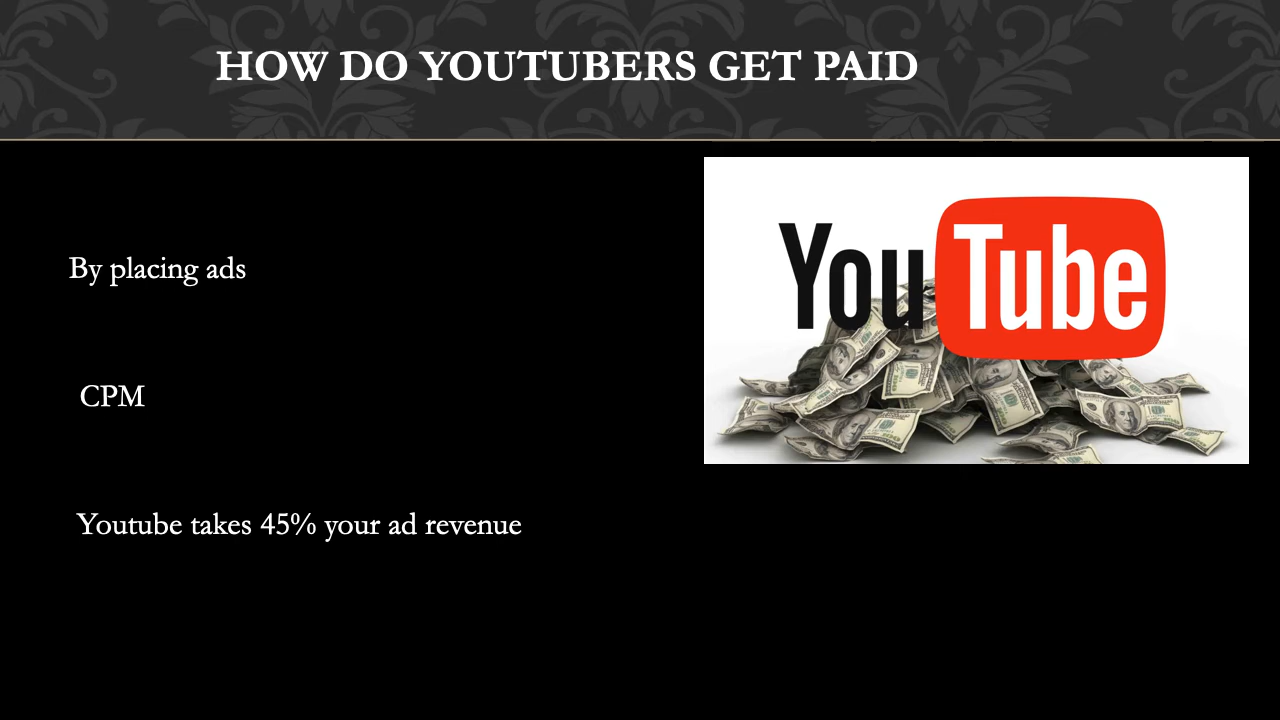 HOW DO YOUTUBERS GET PAID
By placing ads
CPM
Youtube takes 45% your ad revenue
YouTube